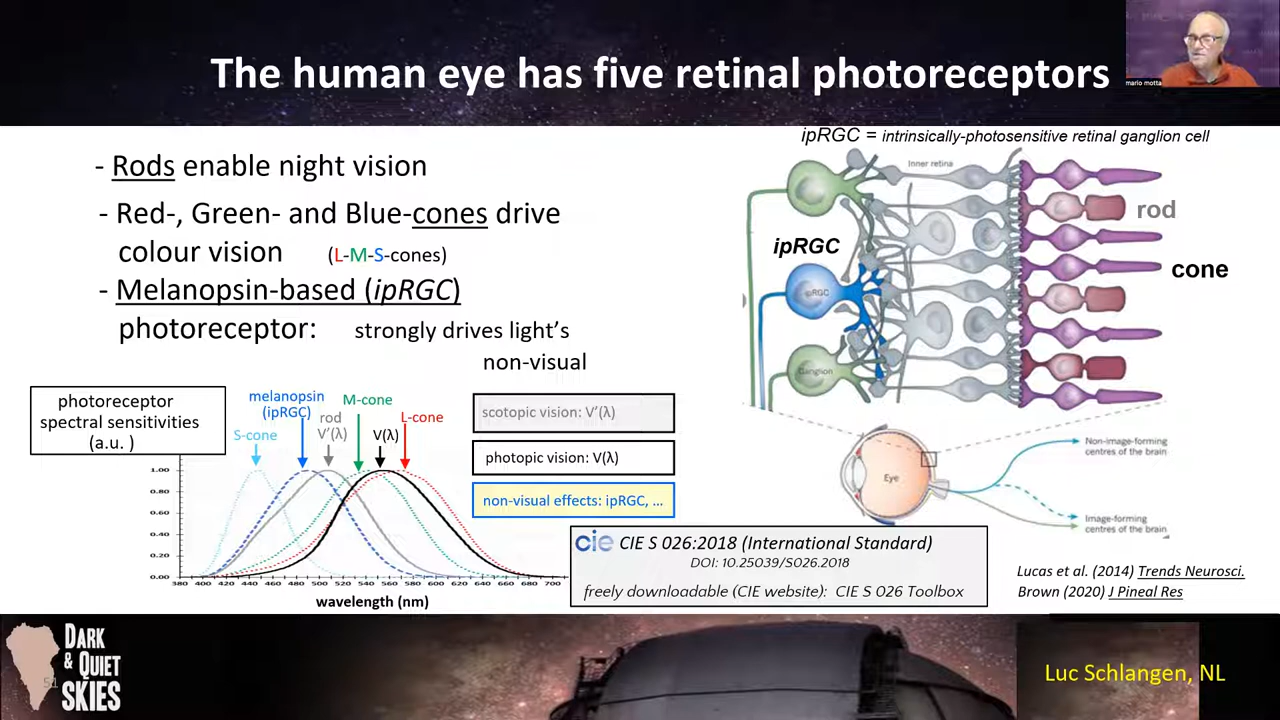 The human eye has five retinal photoreceptors
mario motta
ipRGC = intrinsically-photosensitive retinal ganglion cell
- Rods enable night vision
- Red-, Green- and Blue-cones drive
colour vision (L-M-S-cones)
- Melanopsin-based (ipRGC)
photoreceptor: strongly drives light's
non-visual
Inner retina
rod
ipRGC
cone
ipRGC
Ganglion
photoreceptor
spectral sensitivities
(a.u. )
melanopsin
(ipRGC)
M-cone
rod
V'(λ)
L-cone
S-cone
V(λ)
1.00
0.80
0.60
0.40
0.20
0.00
380 400 420 440 460 480 500 520 540 560 580 600 620 640 660 680 700
wavelength (nm)
scotopic vision: V'(λ)
photopic vision: V(λ)
non-visual effects: ipRGC, ...
Eye
Non-image-forming
centres of the brain
Image-forming
centres of the brain
cie CIE S 026:2018 (International Standard)
DOI: 10.25039/S026.2018
freely downloadable (CIE website): CIE S 026 Toolbox
Lucas et al. (2014) Trends Neurosci.
Brown (2020) J Pineal Res
DARK
& QUIET
SKIES
51
Luc Schlangen, NL